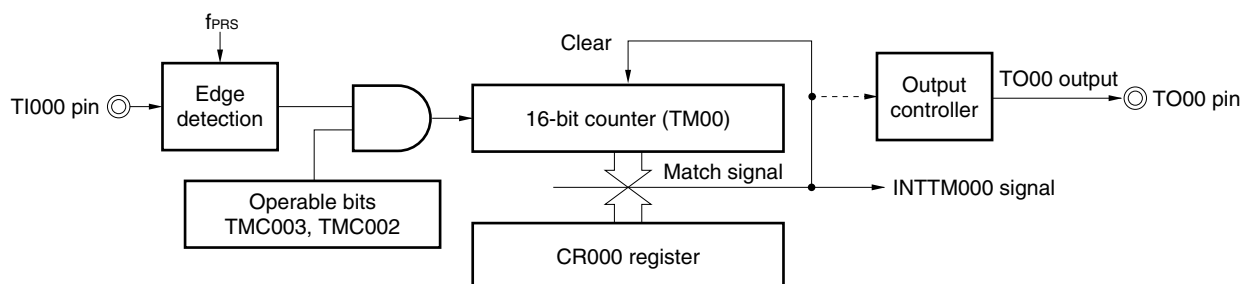 fPRS
Clear
TI000 pin
Edge
detection
16-bit counter (TM00)
Output
controller
TO00 output
TO00 pin
Match signal
INTTM000 signal
Operable bits
TMC003, TMC002
CR000 register